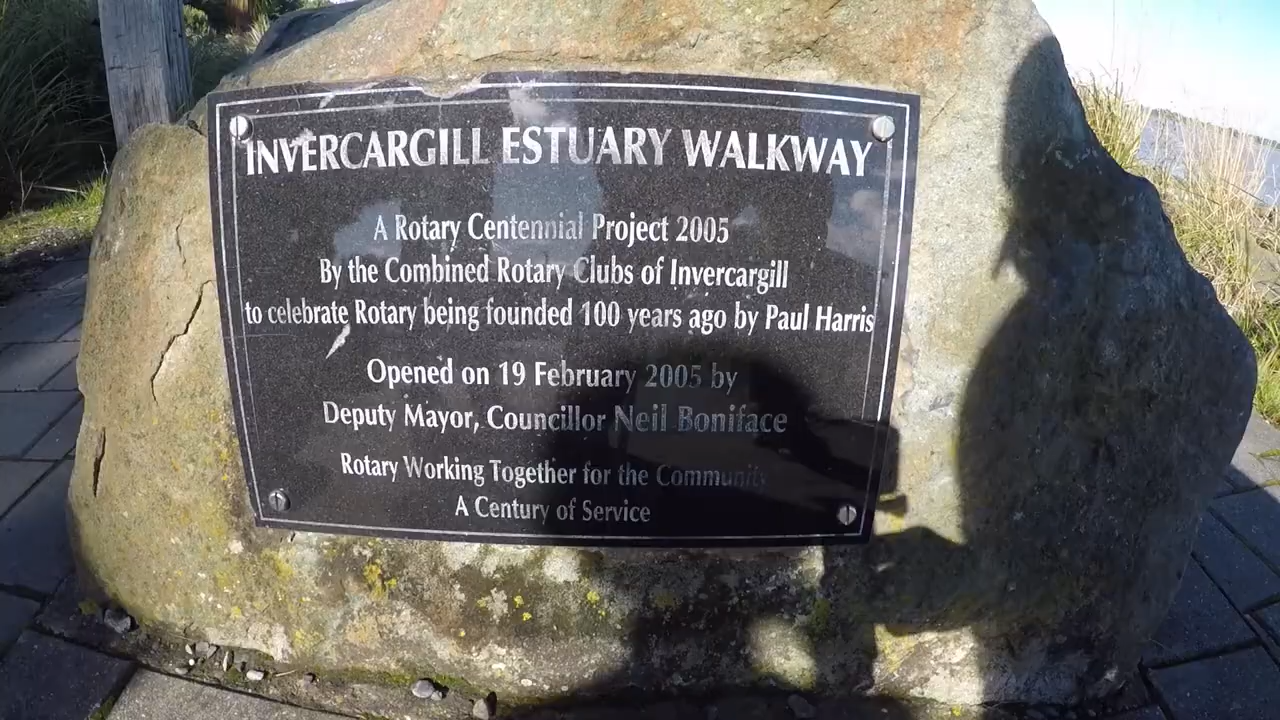 INVERCARGILL ESTUARY WALKWAY
A Rotary Centennial Project 2005
By the Combined Rotary Clubs of Invercargill
to celebrate Rotary being founded 100 years ago by Paul Harris
Opened on 19 February 2005 by
Deputy Mayor, Councillor Neil Boniface
Rotary Working Together for the Community
A Century of Service